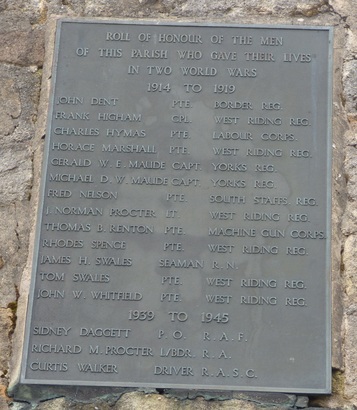 ROLL OF HONOUR OF THE MEN
OF THIS PARISH WHO GAVE THEIR LIVES
IN TWO WORLD WARS
1914 TO 1919
JOHN DENT PTE. BORDER REG.
FRANK HIGHAM CPL. WEST RIDING REG.
CHARLES HYMAS PTE. LABOUR CORPS.
HORACE MARSHALL PTE. WEST RIDING REG.
GERALD W. E. MAUDE CAPT. YORKS REG.
MICHAEL D. W. MAUDE CAPT. YORKS REG.
FRED NELSON PTE. SOUTH STAFFS. REG.
J. NORMAN PROCTER LT. WEST RIDING REG.
THOMAS B. RENTON PTE. MACHINE GUN CORPS.
RHODES SPENCE PTE. WEST RIDING REG.
JAMES H. SWALES SEAMAN R. N.
TOM SWALES PTE. WEST RIDING REG.
JOHN W. WHITFIELD PTE. WEST RIDING REG.
1939 TO 1945
SIDNEY DAGGETT P. O. R. A. F.
RICHARD M. PROCTER L/BDR. R. A.
CURTIS WALKER DRIVER R. A. S. C.